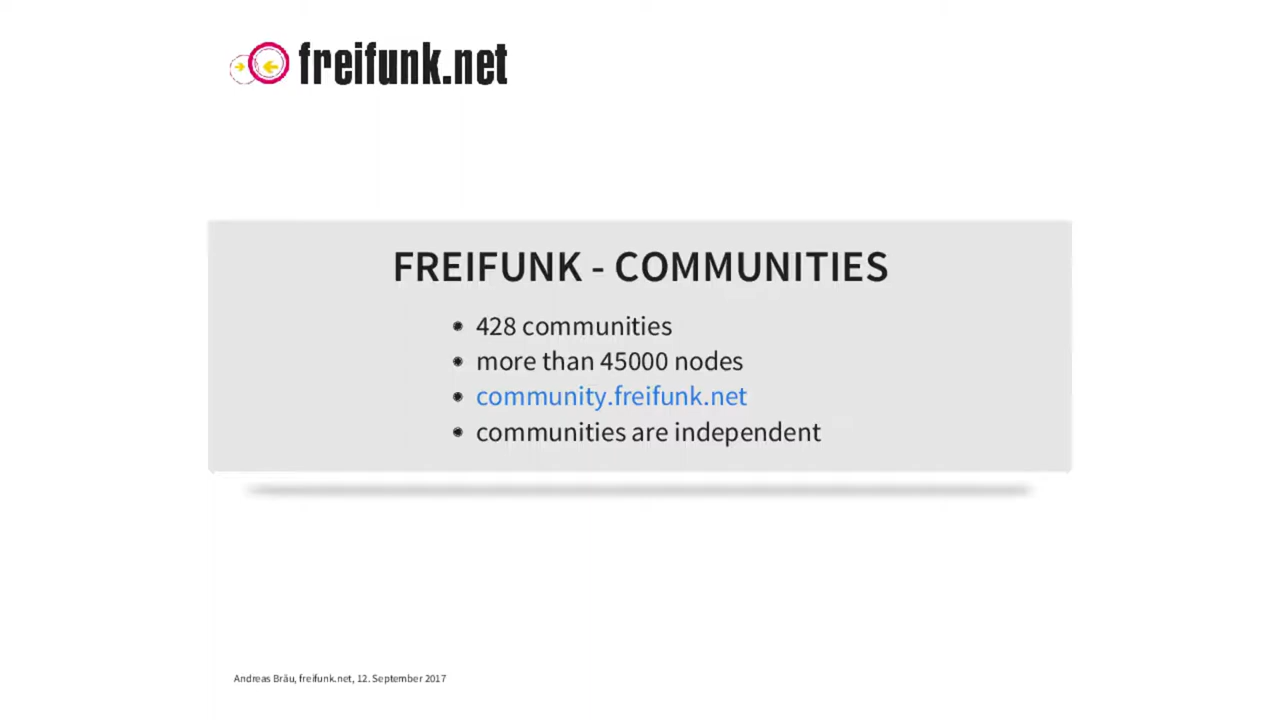 freifunk.net
FREIFUNK - COMMUNITIES
428 communities
more than 45000 nodes
community.freifunk.net
communities are independent
Andreas Bräu, freifunk.net, 12. September 2017